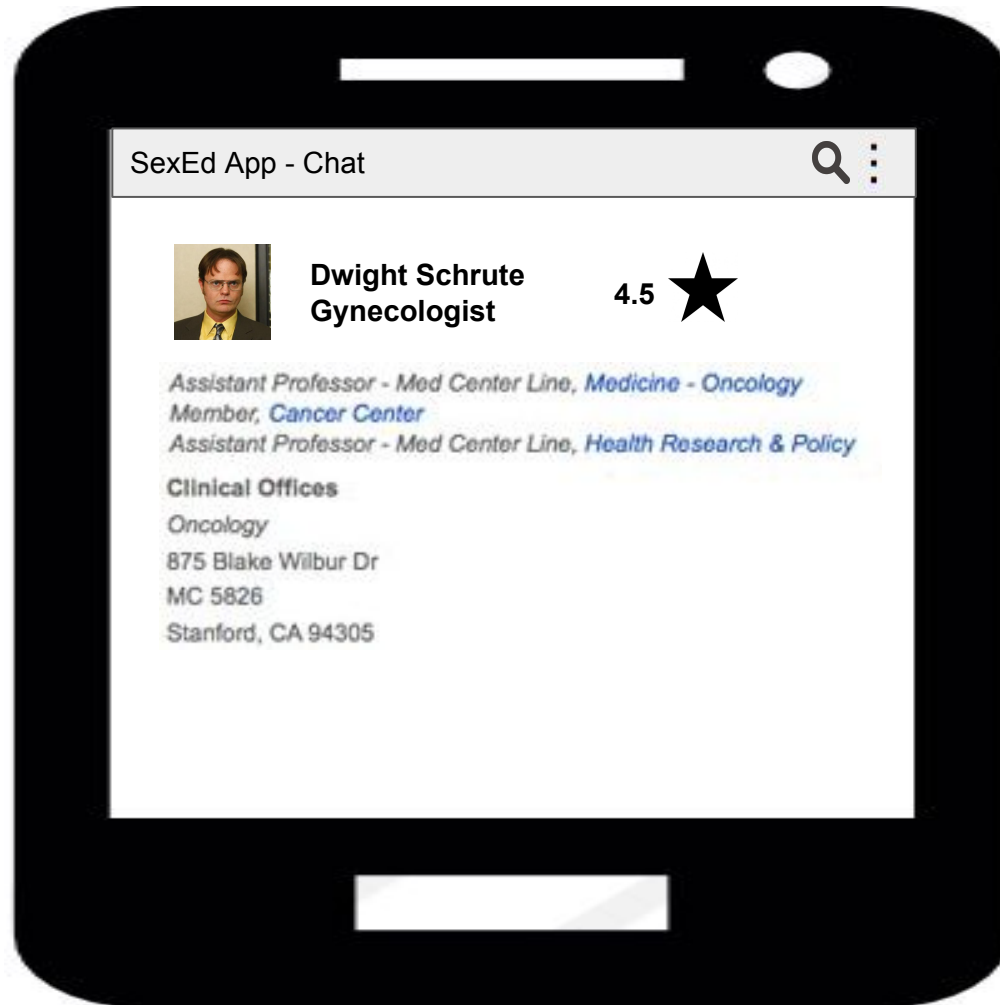 SexEd App - Chat
Dwight Schrute
Gynecologist
4.5
Assistant Professor - Med Center Line, Medicine - Oncology
Member, Cancer Center
Assistant Professor - Med Center Line, Health Research & Policy
Clinical Offices
Oncology
875 Blake Wilbur Dr
MC 5826
Stanford, CA 94305